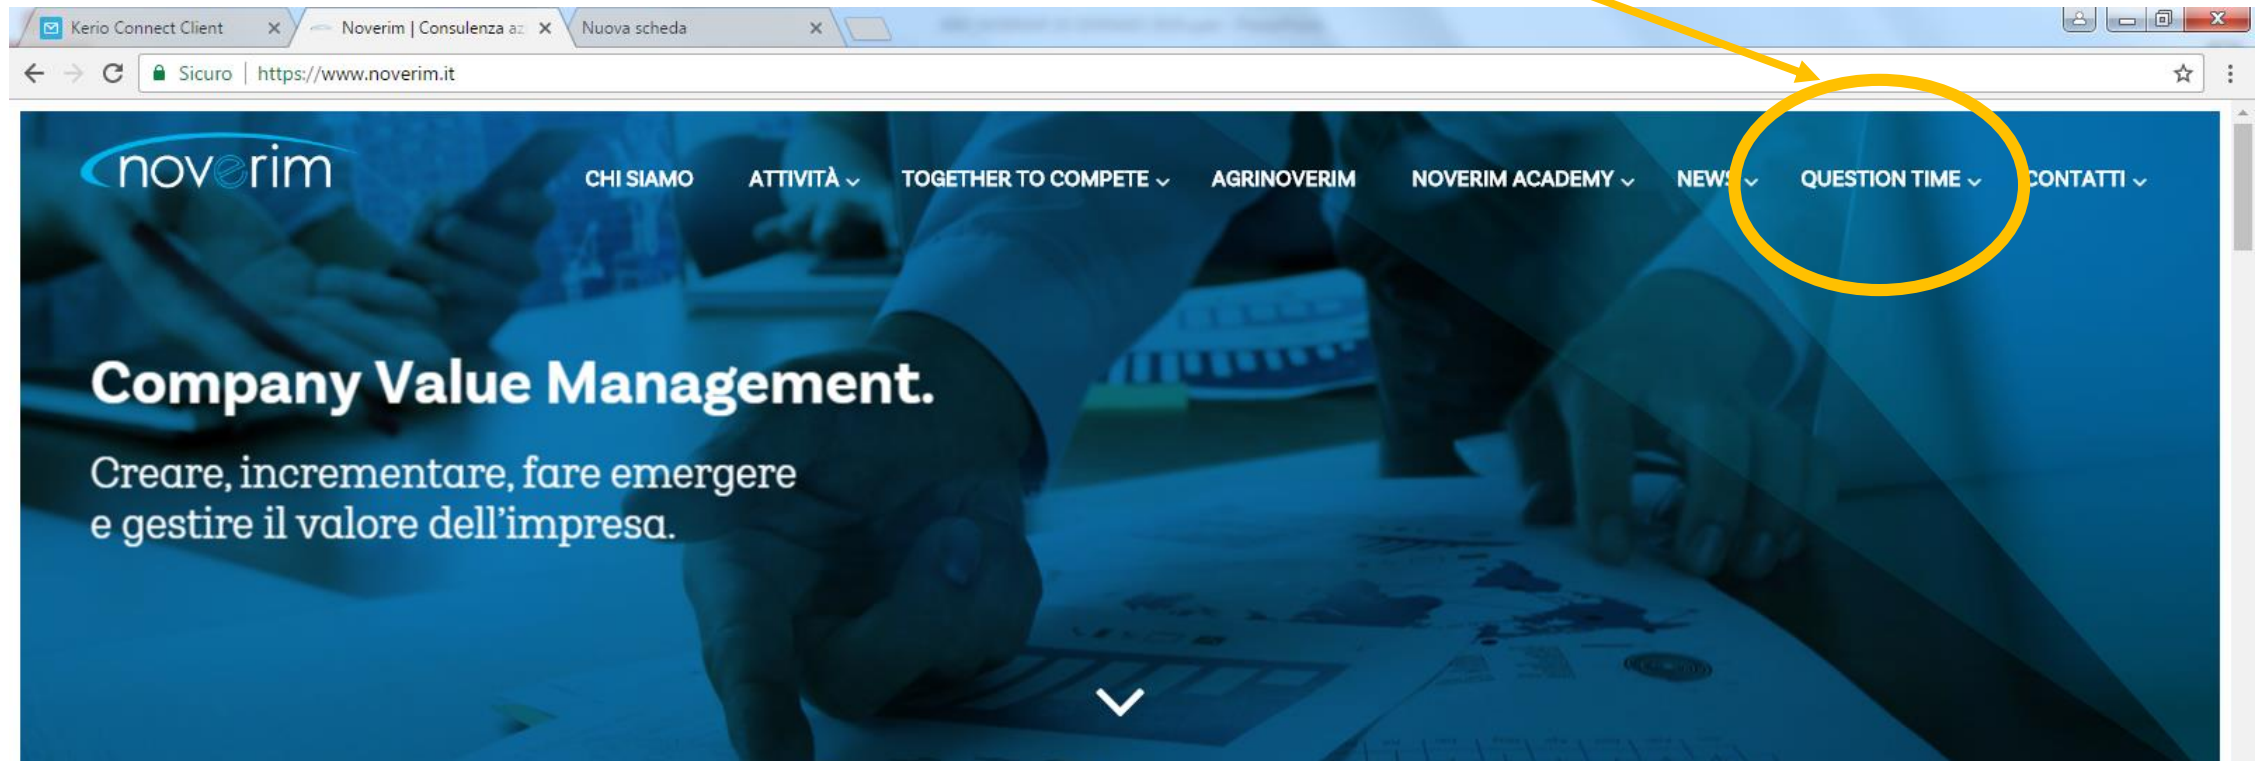 Kerio Connect Client
Noverim | Consulenza az
Nuova scheda
Sicuro | https://www.noverim.it
noverim
CHI SIAMO
ATTIVITÀ
TOGETHER TO COMPETE
AGRINOVERIM
NOVERIM ACADEMY
NEWS
QUESTION TIME
CONTATTI
Company Value Management.
Creare, incrementare, fare emergere
e gestire il valore dell'impresa.